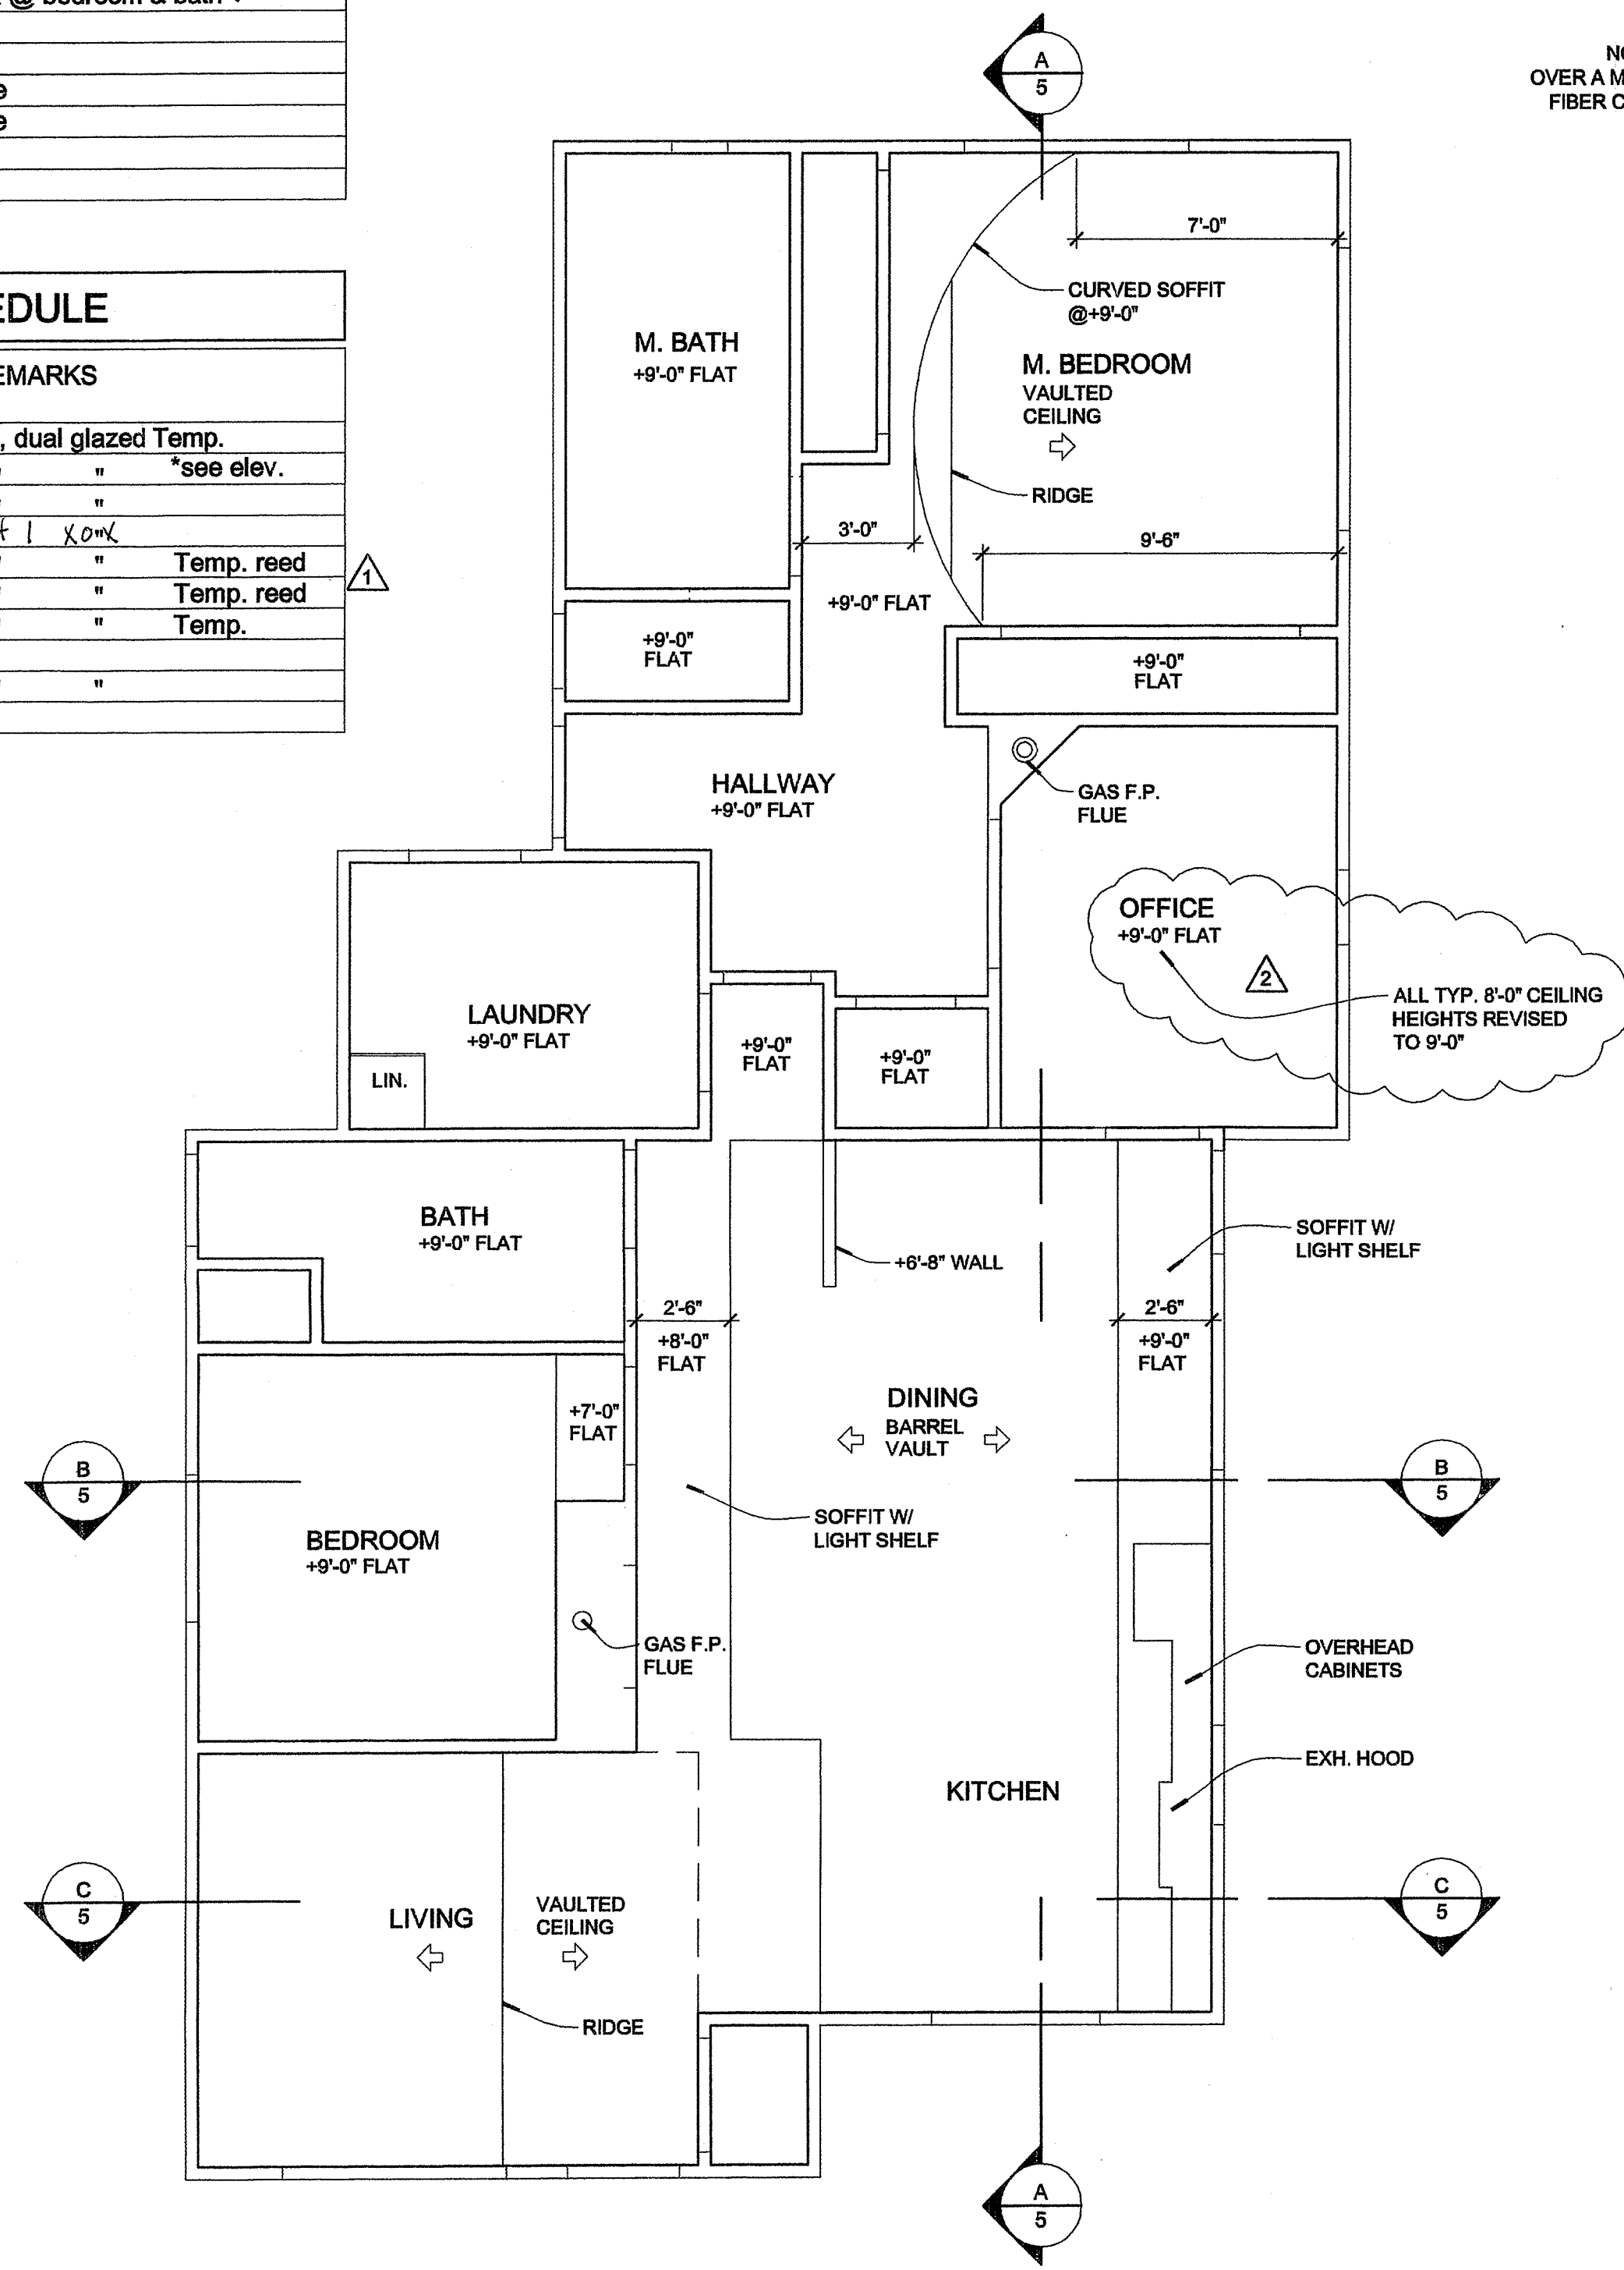 @ bedroom & bath
EDULE
EMARKS
, dual glazed Temp.
" *see elev.
"
1 XO"X
" Temp. reed
" Temp. reed
" Temp.
"
1
A
5
OVER A M
FIBER C
7'-0"
CURVED SOFFIT
@+9'-0"
M. BATH
+9'-0" FLAT
M. BEDROOM
VAULTED
CEILING
RIDGE
3'-0"
9'-6"
+9'-0" FLAT
+9'-0"
FLAT
+9'-0"
FLAT
HALLWAY
+9'-0" FLAT
GAS F.P.
FLUE
OFFICE
+9'-0" FLAT
2
ALL TYP. 8'-0" CEILING
HEIGHTS REVISED
TO 9'-0"
LAUNDRY
+9'-0" FLAT
LIN.
+9'-0"
FLAT
+9'-0"
FLAT
BATH
+9'-0" FLAT
+6'-8" WALL
SOFFIT W/
LIGHT SHELF
2'-6"
+8'-0"
FLAT
2'-6"
+9'-0"
FLAT
DINING
BARREL
VAULT
+7'-0"
FLAT
B
5
B
5
SOFFIT W/
LIGHT SHELF
BEDROOM
+9'-0" FLAT
GAS F.P.
FLUE
OVERHEAD
CABINETS
EXH. HOOD
KITCHEN
C
5
C
5
LIVING
VAULTED
CEILING
RIDGE
A
5